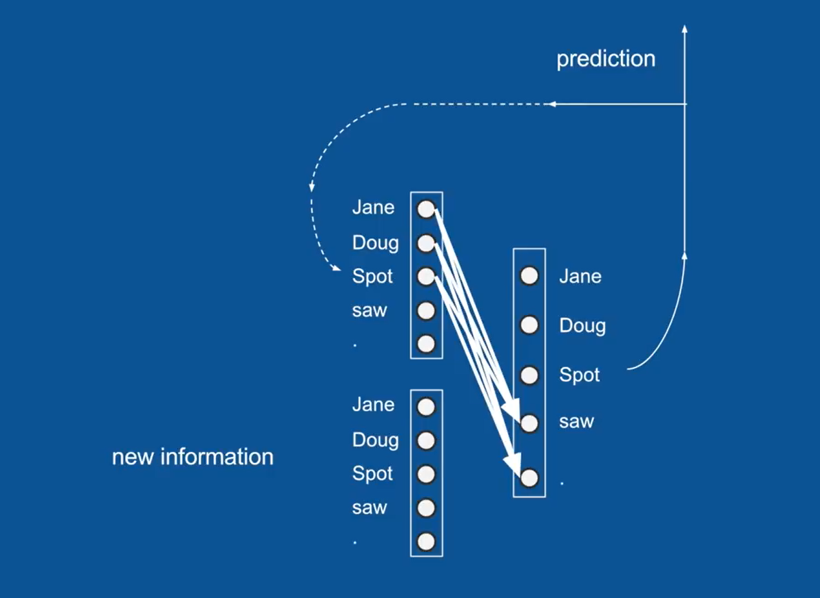 prediction
Jane
Doug
Spot
saw
.
Jane
Doug
Spot
saw
.
new information
Jane
Doug
Spot
saw
.